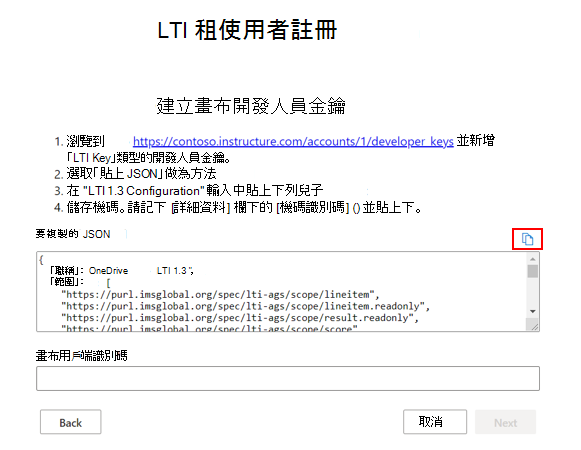 LTI 租使用者註冊
建立畫布開發人員金鑰
1. 瀏覽到 https://contoso.instructure.com/accounts/1/developer_keys 並新增
「LTI Key」類型的開發人員金鑰。
2. 選取「貼上 JSON」做為方法
3. 在 "LTI 1.3 Configuration" 輸入中貼上下列兒子
4. 儲存機碼。請記下 [詳細資料] 欄下的 [機碼識別碼] () 並貼上下。
要複製的 JSON
{
「職稱」: OneDrive LTI 1.3",
「範圍」: [
"https://purl.imsglobal.org/spec/lti-ags/scope/lineitem",
"https://purl.imsglobal.org/spec/lti-ags/scope/lineitem.readonly",
"https://purl.imsglobal.org/spec/lti-ags/scope/result.readonly",
"https://purl.imsglobal.org/spec/lti-ags/scope/score"
畫布用戶端識別碼
Back 取消 Next